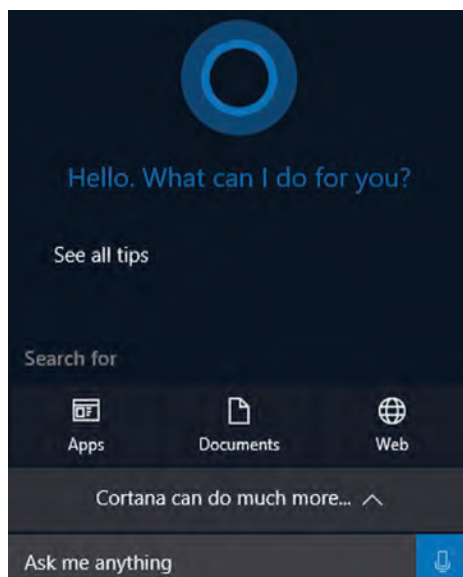 Hello. What can I do for you?
See all tips
Search for
Apps Documents Web
Cortana can do much more...
Ask me anything